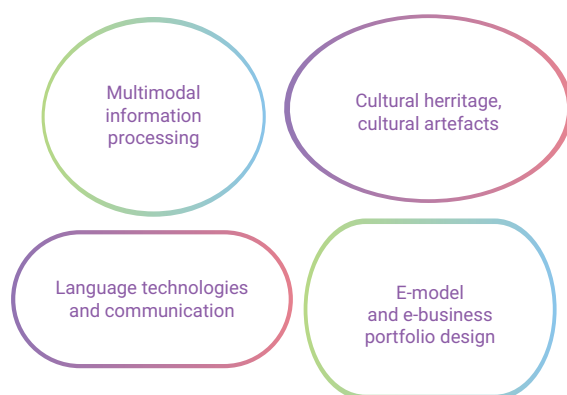 Multimodal
information
processing
Cultural herritage,
cultural artefacts
Language technologies
and communication
E-model
and e-business
portfolio design